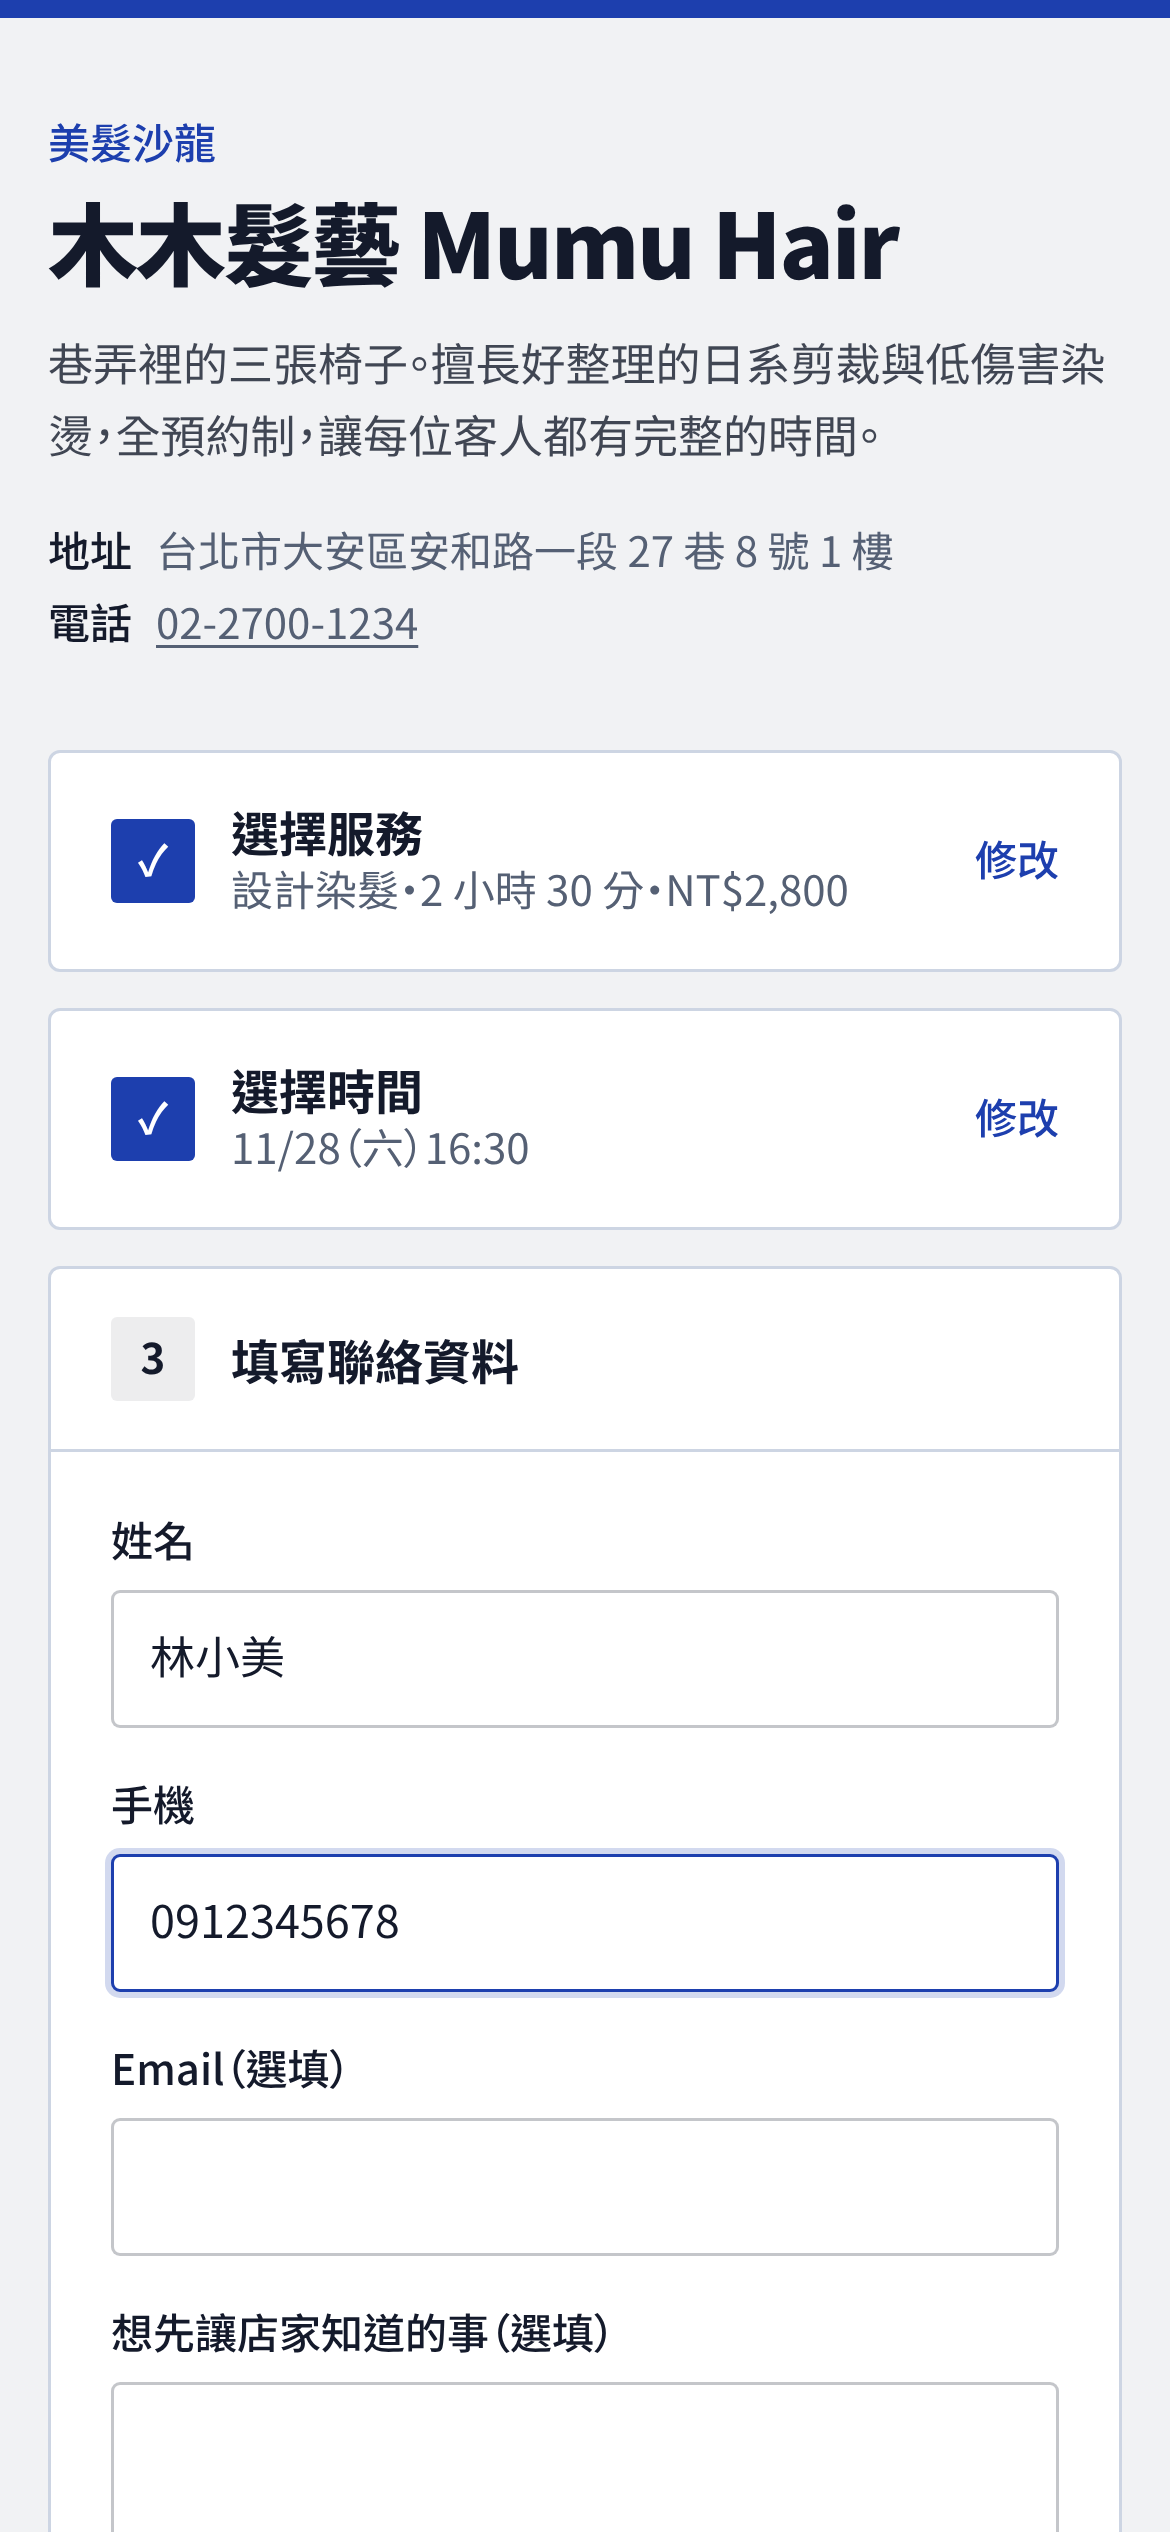 美髮沙龍
木木髮藝 Mumu Hair
巷弄裡的三張椅子。擅長好整理的日系剪裁與低傷害染
燙，全預約制，讓每位客人都有完整的時間。
地址 台北市大安區安和路一段 27 巷 8 號 1 樓
電話 02-2700-1234
✓ 選擇服務
設計染髮・2 小時 30 分・NT$2,800
修改
✓ 選擇時間
11/28（六）16:30
修改
3 填寫聯絡資料
姓名
林小美
手機
0912345678
Email（選填）
想先讓店家知道的事（選填）